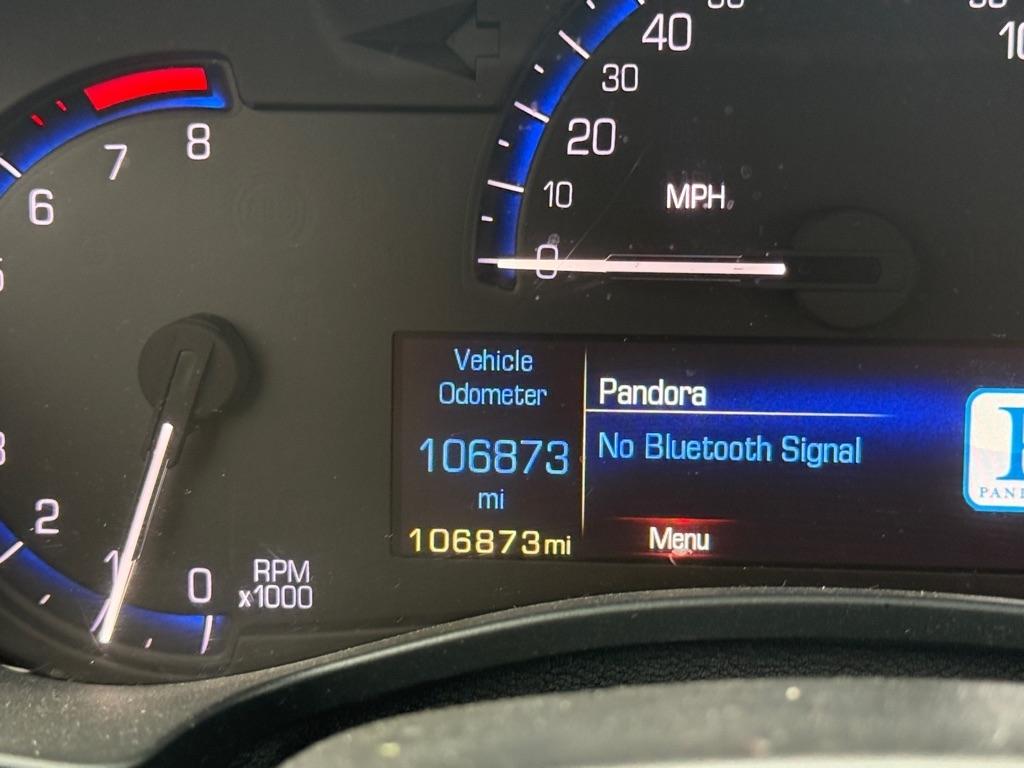 40
30
20
10
0
MPH
8
7
6
2
1
0
RPM
x1000
Vehicle
Odometer
106873
mi
106873mi
Pandora
No Bluetooth Signal
Menu